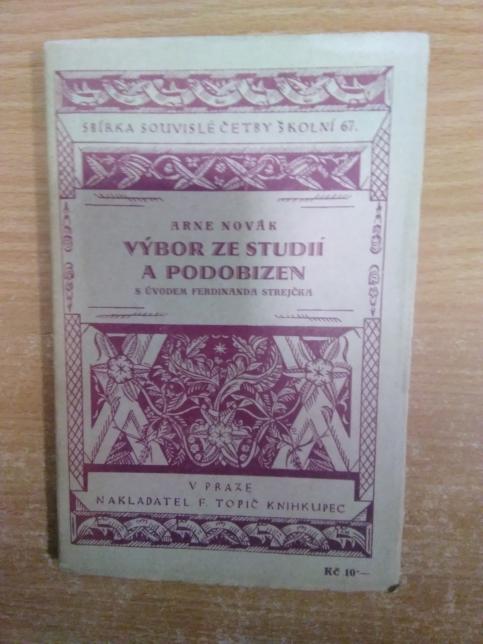 SBÍRKA SOUVISLÉ ČETBY ŠKOLNÍ 67.
ARNE NOVÁK
VÝBOR ZE STUDIÍ
A PODOBIZEN
S ÚVODEM FERDINANDA STREJČKA
V PRAZE
NAKLADATEL F. TOPIČ KNIHKUPEC
Kč 10·—